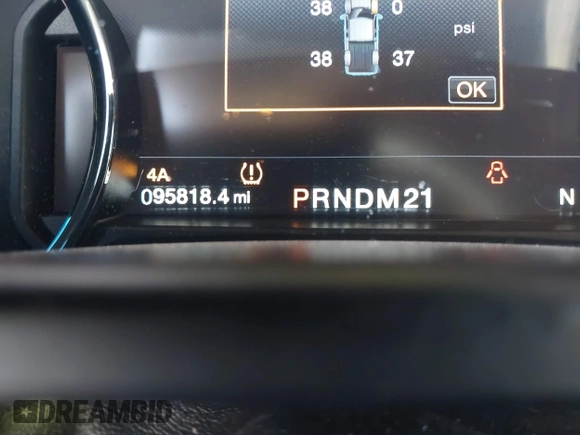 38 0
psi
38 37
OK
4A
095818.4 mi PRNDM21 N
DREAMBID